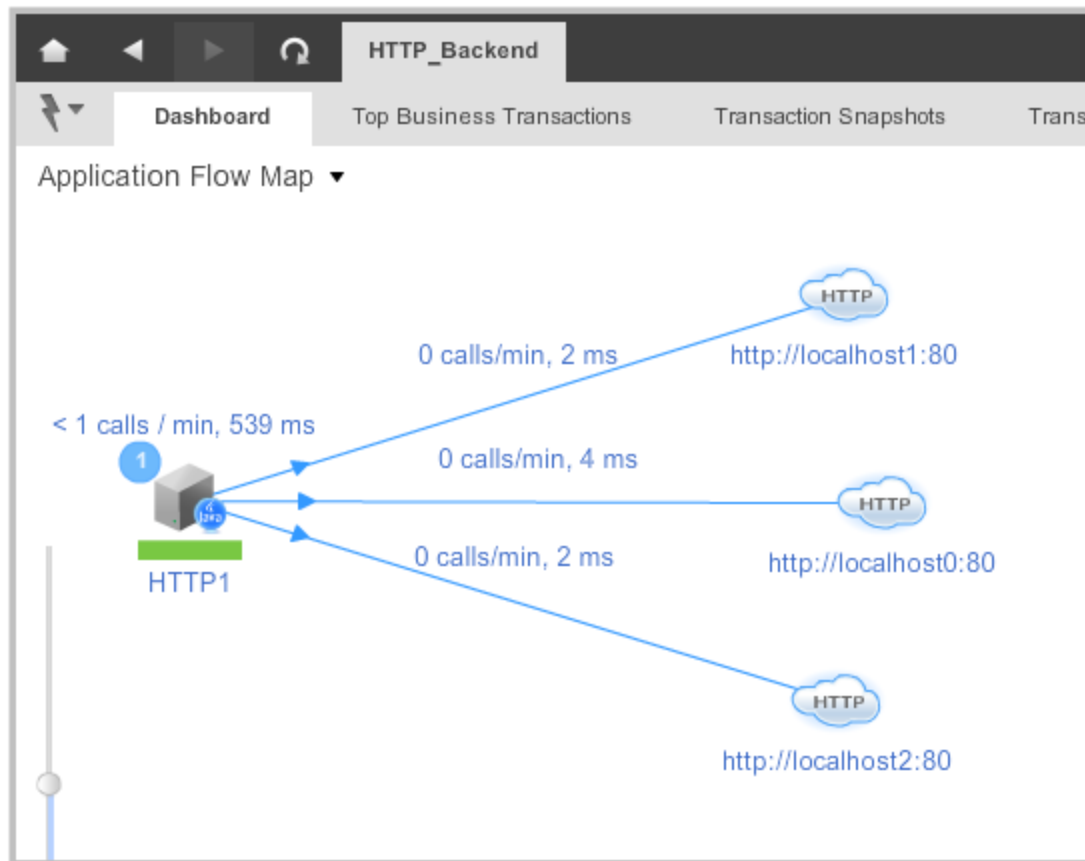 HTTP_Backend
Dashboard
Top Business Transactions
Transaction Snapshots
Trans
Application Flow Map
HTTP
0 calls/min, 2 ms
http://localhost1:80
< 1 calls / min, 539 ms
1
0 calls/min, 4 ms
HTTP
Java
0 calls/min, 2 ms
http://localhost0:80
HTTP1
HTTP
http://localhost2:80